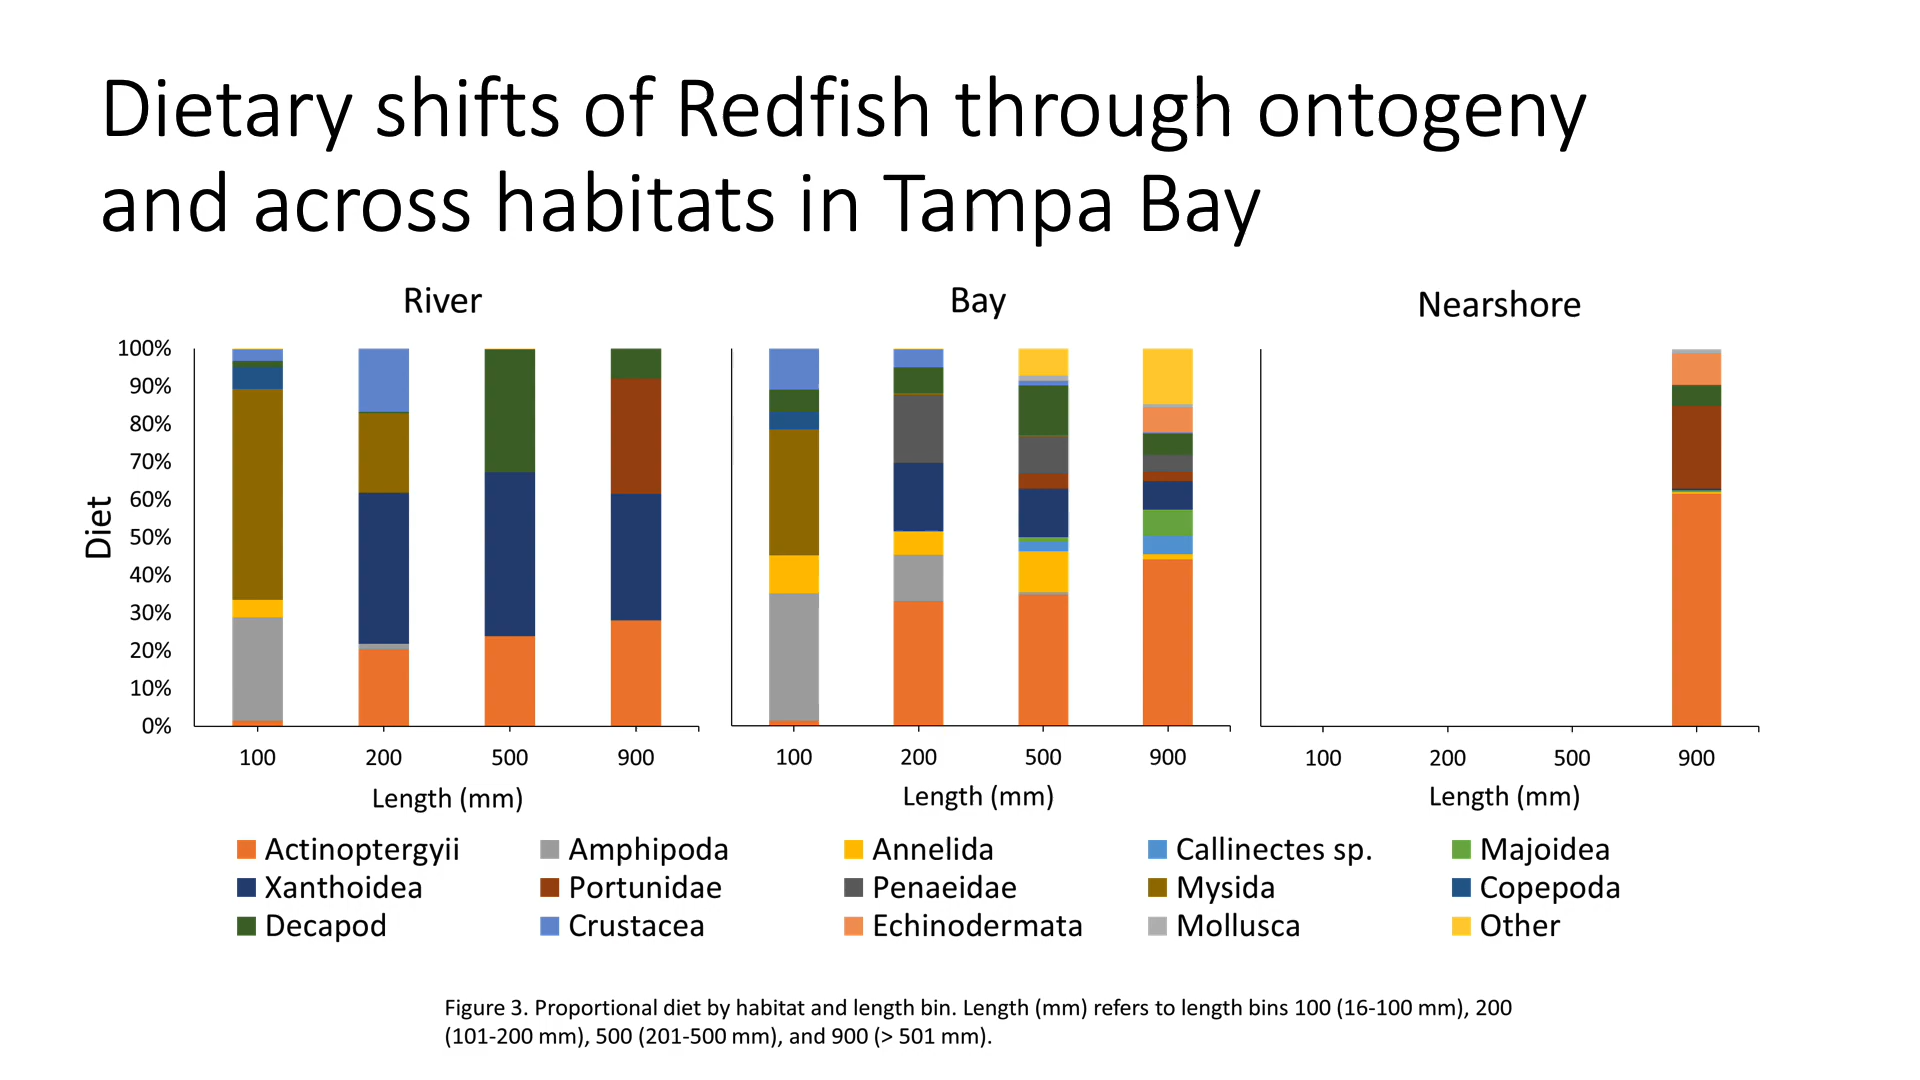 Dietary shifts of Redfish through ontogeny
and across habitats in Tampa Bay
River
Bay
Nearshore
Diet
100%
90%
80%
70%
60%
50%
40%
30%
20%
10%
0%
100 200 500 900
100 200 500 900
100 200 500 900
Length (mm)
Length (mm)
Length (mm)
Actinoptergyii Amphipoda Annelida Callinectes sp. Majoidea
Xanthoidea Portunidae Penaeidae Mysida Copepoda
Decapod Crustacea Echinodermata Mollusca Other
Figure 3. Proportional diet by habitat and length bin. Length (mm) refers to length bins 100 (16-100 mm), 200
(101-200 mm), 500 (201-500 mm), and 900 (> 501 mm).